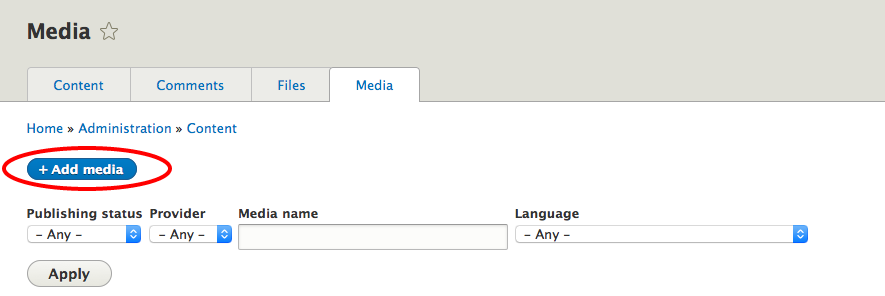 Media
Content Comments Files Media
Home » Administration » Content
+ Add media
Publishing status Provider Media name Language
- Any - - Any - - Any -
Apply